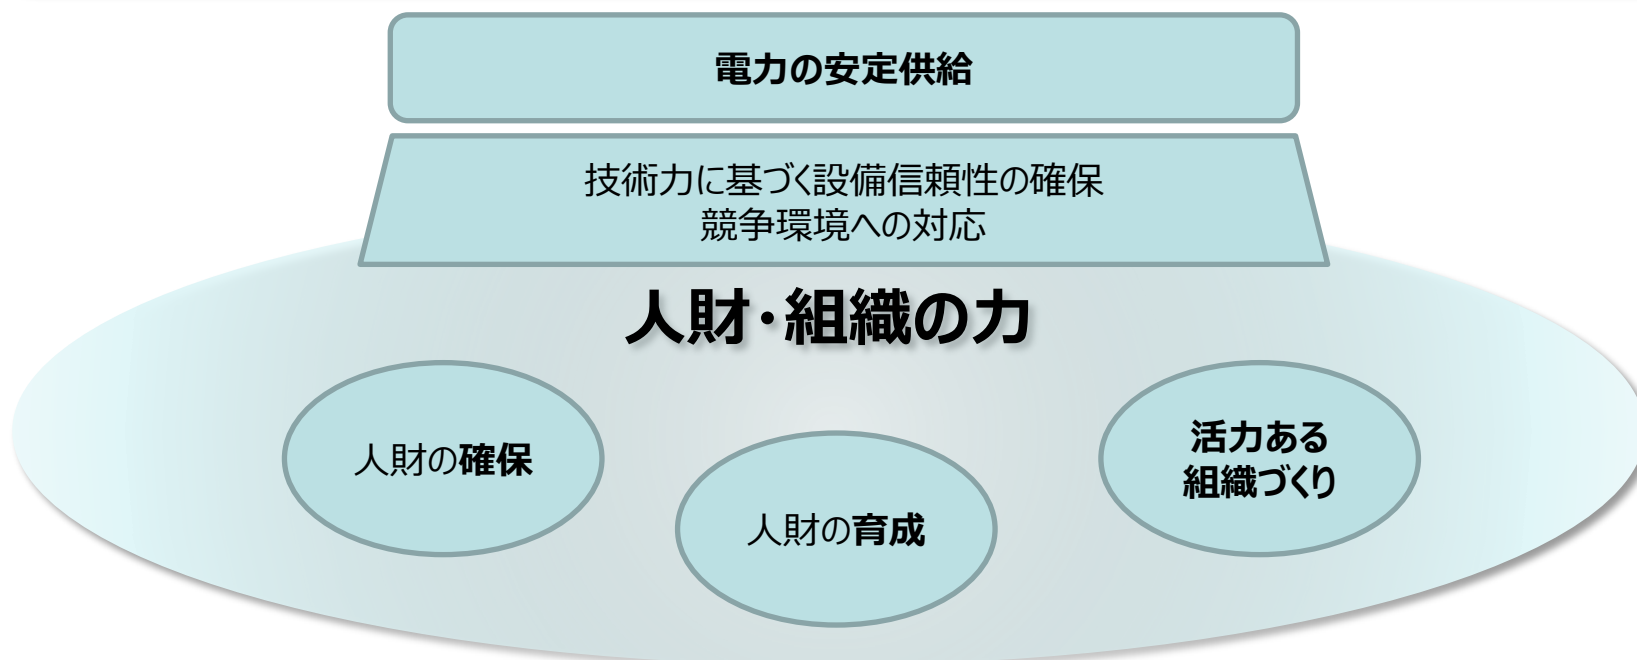 電力の安定供給
技術力に基づく設備信頼性の確保
競争環境への対応
人財・組織の力
人財の確保
人財の育成
活力ある
組織づくり